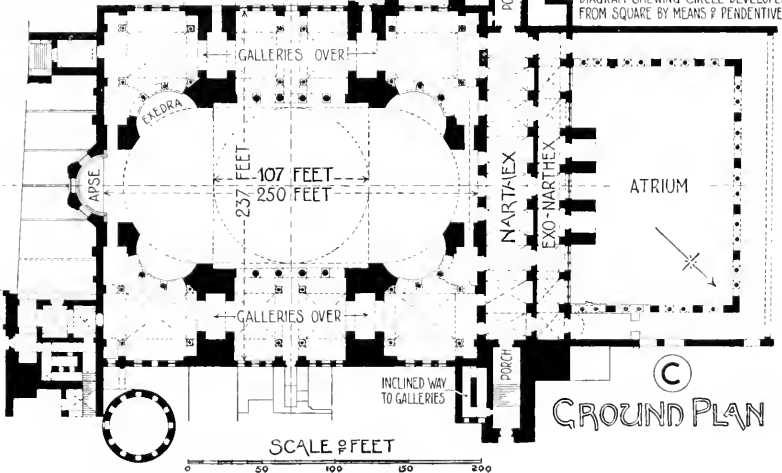 DIAGRAM SHEWING CIRCLE DEVELOPED
FROM SQUARE BY MEANS OF PENDENTIVE
GALLERIES OVER
EXEDRA
APSE
237 FEET
107 FEET
250 FEET
NARTHEX
EXO-NARTHEX
ATRIUM
GALLERIES OVER
INCLINED WAY
TO GALLERIES
PORCH
C
GROUND PLAN
SCALE OF FEET
0 50 100 150 200